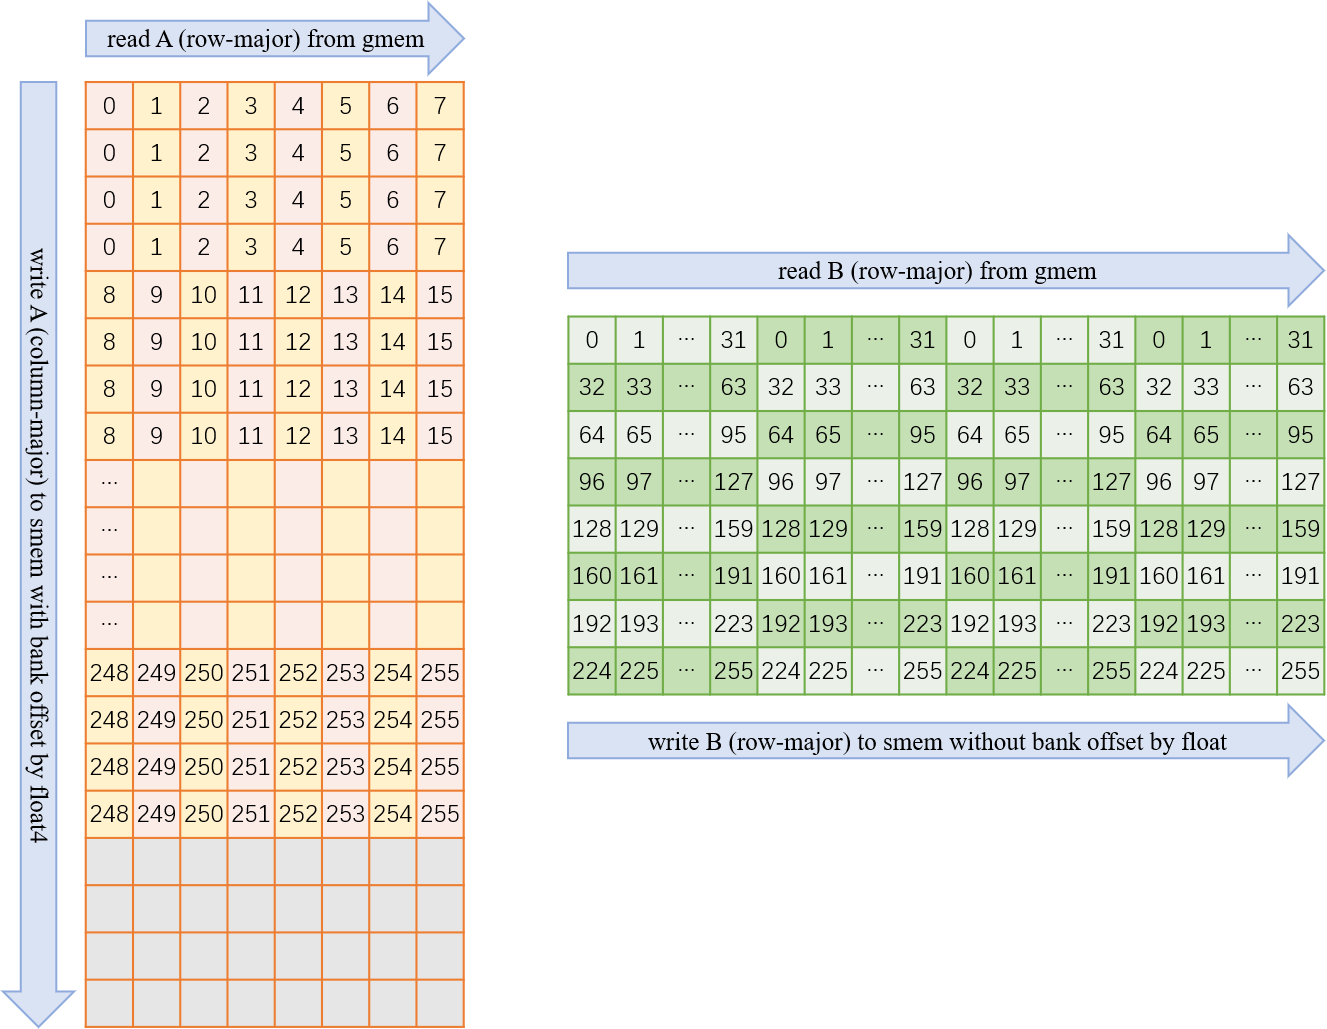 read A (row-major) from gmem
write A (column-major) to smem with bank offset by float4
0 1 2 3 4 5 6 7
0 1 2 3 4 5 6 7
0 1 2 3 4 5 6 7
0 1 2 3 4 5 6 7
8 9 10 11 12 13 14 15
8 9 10 11 12 13 14 15
8 9 10 11 12 13 14 15
8 9 10 11 12 13 14 15
...
...
...
...
248 249 250 251 252 253 254 255
248 249 250 251 252 253 254 255
248 249 250 251 252 253 254 255
248 249 250 251 252 253 254 255
read B (row-major) from gmem
0 1 ... 31 0 1 ... 31 0 1 ... 31 0 1 ... 31
32 33 ... 63 32 33 ... 63 32 33 ... 63 32 33 ... 63
64 65 ... 95 64 65 ... 95 64 65 ... 95 64 65 ... 95
96 97 ... 127 96 97 ... 127 96 97 ... 127 96 97 ... 127
128 129 ... 159 128 129 ... 159 128 129 ... 159 128 129 ... 159
160 161 ... 191 160 161 ... 191 160 161 ... 191 160 161 ... 191
192 193 ... 223 192 193 ... 223 192 193 ... 223 192 193 ... 223
224 225 ... 255 224 225 ... 255 224 225 ... 255 224 225 ... 255
write B (row-major) to smem without bank offset by float